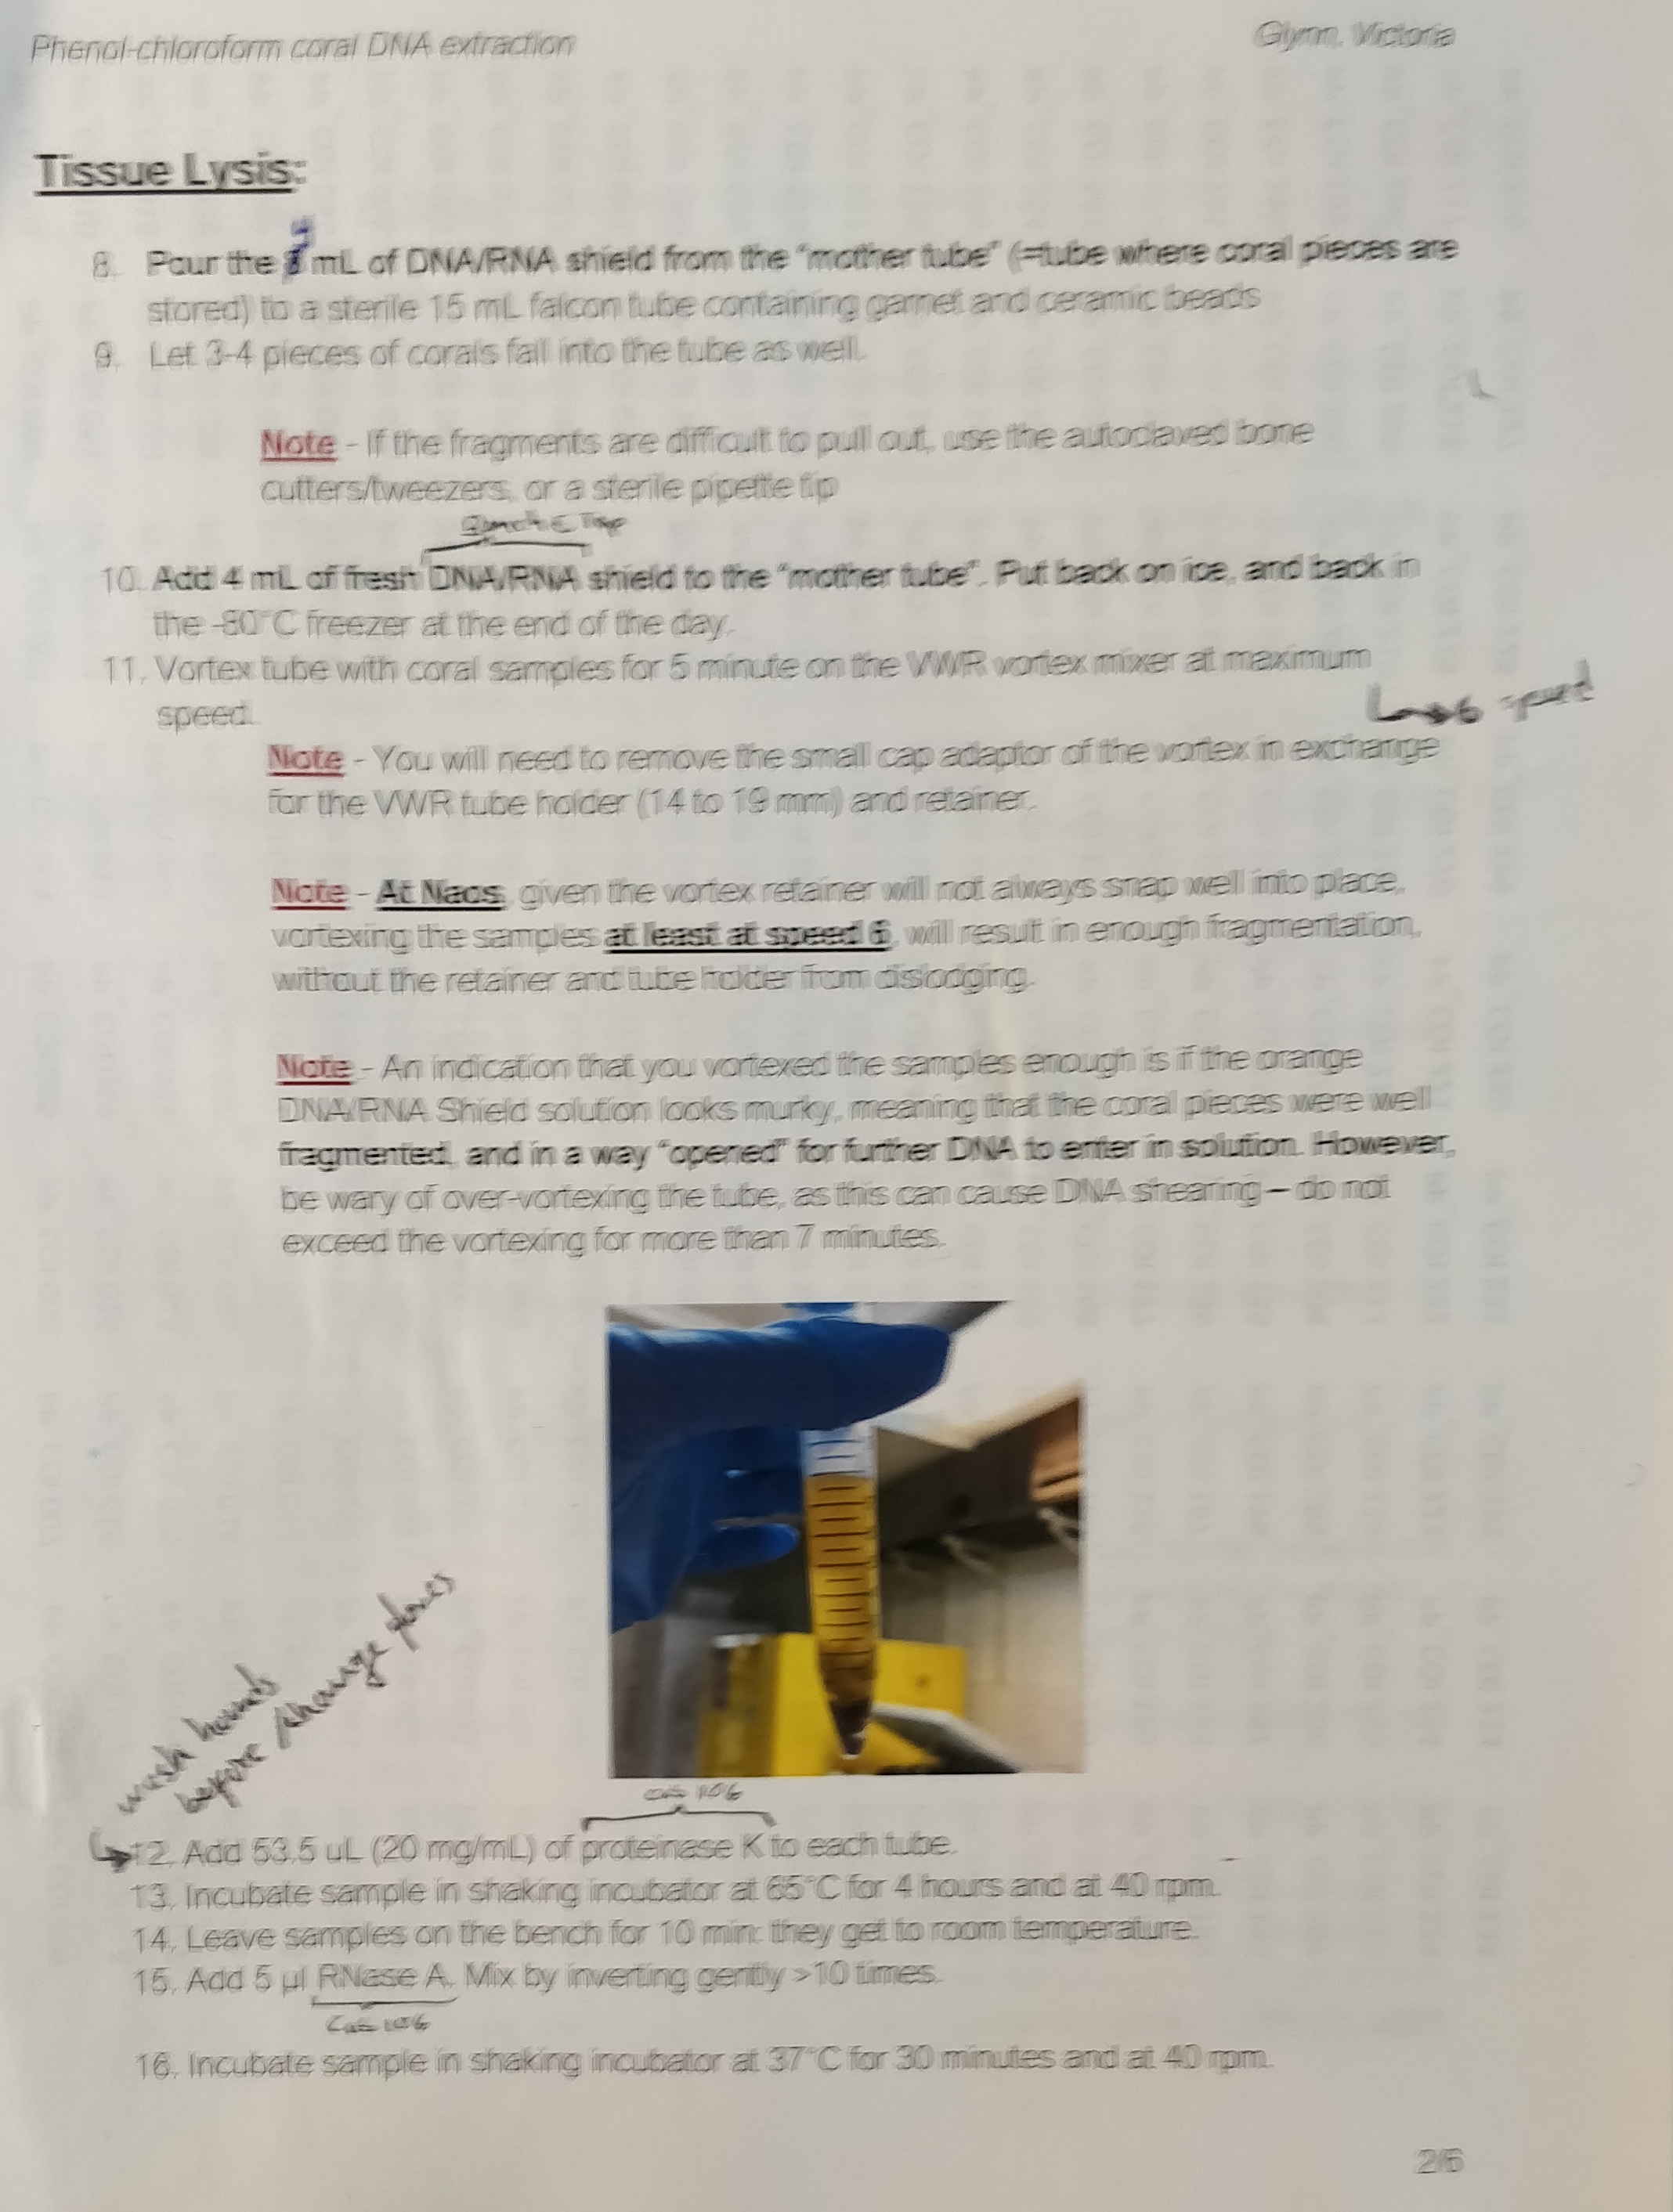 Phenol-chloroform coral DNA extraction
Glynn, Victoria
Tissue Lysis:
8. Pour the mL of DNA/RNA shield from the "mother tube" (=tube where coral pieces are
stored) to a sterile 15 mL falcon tube containing garnet and ceramic beads
9. Let 3-4 pieces of corals fall into the tube as well.
Note - If the fragments are difficult to pull out, use the autoclaved bone
cutters/tweezers, or a sterile pipette tip
Top
10. Add 4 mL of fresh DNA/RNA shield to the "mother tube". Put back on ice, and back in
the -80°C freezer at the end of the day.
11. Vortex tube with coral samples for 5 minute on the VWR vortex mixer at maximum
speed.
6 speed
Note - You will need to remove the small cap adaptor of the vortex in exchange
for the VWR tube holder (14 to 19 mm) and retainer.
Note - At Naos, given the vortex retainer will not always snap well into place,
vortexing the samples at least at speed 6, will result in enough fragmentation,
without the retainer and tube holder from dislodging.
Note - An indication that you vortexed the samples enough is if the orange
DNA/RNA Shield solution looks murky, meaning that the coral pieces were well
fragmented, and in a way "opened" for further DNA to enter in solution. However,
be wary of over-vortexing the tube, as this can cause DNA shearing – do not
exceed the vortexing for more than 7 minutes.
wash hands
before change gloves
106
12. Add 53.5 uL (20 mg/mL) of proteinase K to each tube.
13. Incubate sample in shaking incubator at 65°C for 4 hours and at 40 rpm.
14. Leave samples on the bench for 10 min: they get to room temperature.
15. Add 5 µl RNase A. Mix by inverting gently >10 times.
106
16. Incubate sample in shaking incubator at 37°C for 30 minutes and at 40 rpm.
2/6